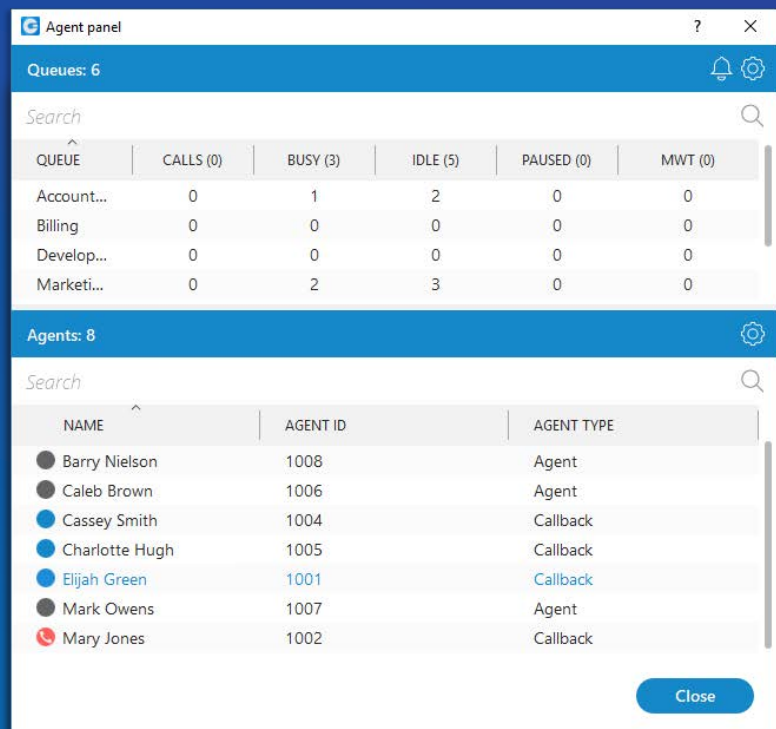 Agent panel ?
Queues: 6
Search
QUEUE CALLS (0) BUSY (3) IDLE (5) PAUSED (0) MWT (0)
Account... 0 1 2 0 0
Billing 0 0 0 0 0
Develop... 0 0 0 0 0
Marketi... 0 2 3 0 0
Agents: 8
Search
NAME AGENT ID AGENT TYPE
Barry Nielson 1008 Agent
Caleb Brown 1006 Agent
Cassey Smith 1004 Callback
Charlotte Hugh 1005 Callback
Elijah Green 1001 Callback
Mark Owens 1007 Agent
Mary Jones 1002 Callback
Close